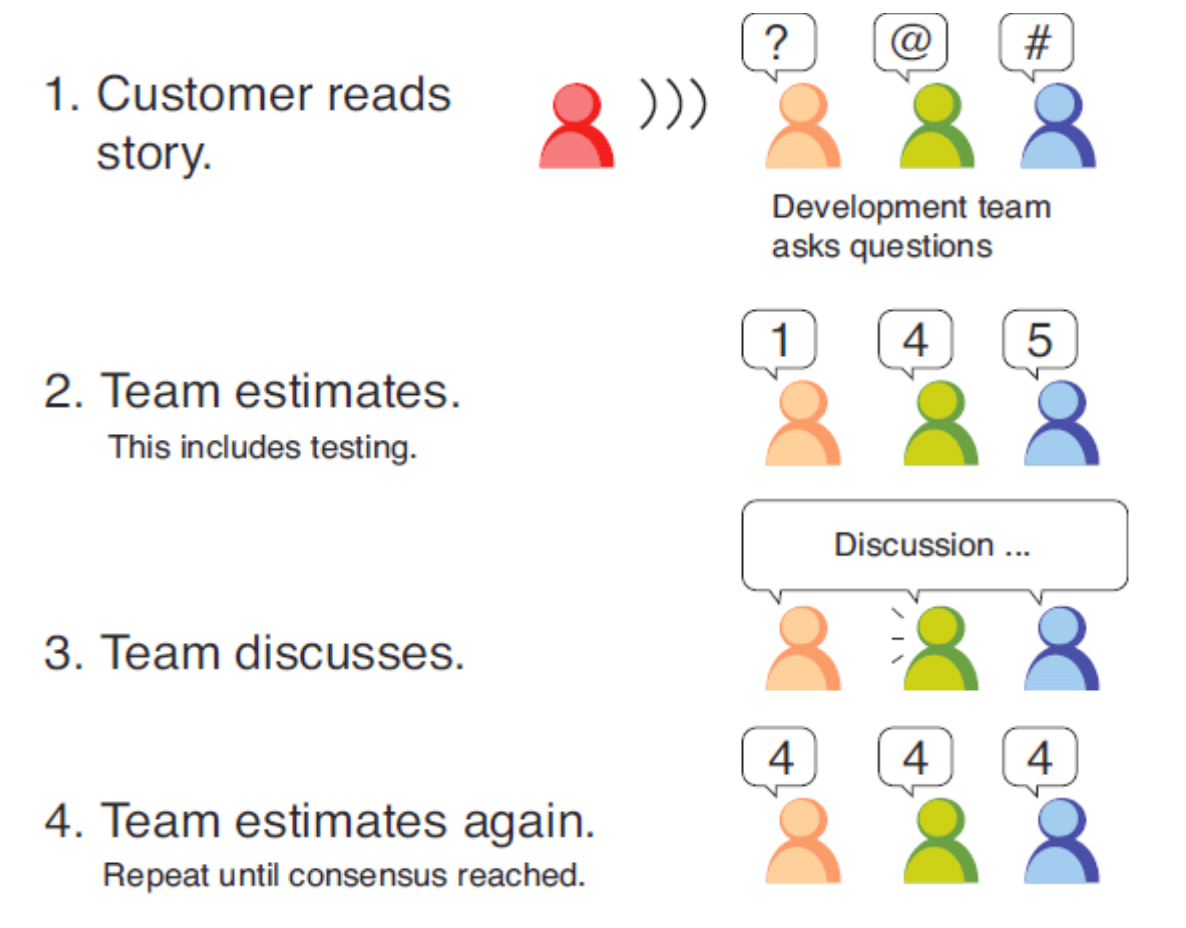 ?
@
#
1. Customer reads
story.
Development team
asks questions
1
4
5
2. Team estimates.
This includes testing.
Discussion ...
3. Team discusses.
4
4
4
4. Team estimates again.
Repeat until consensus reached.